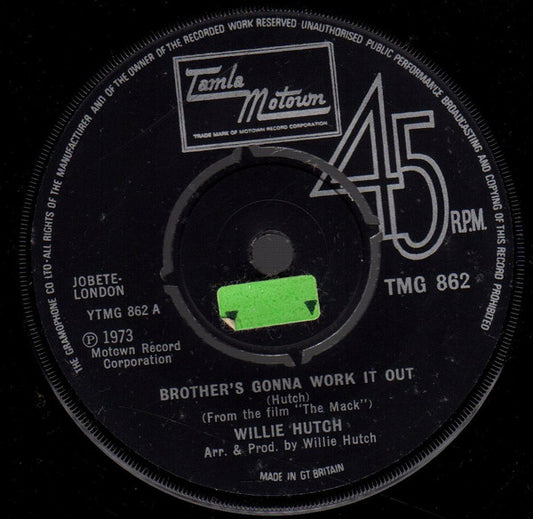 THE GRAMOPHONE CO LTD·ALL RIGHTS OF THE MANUFACTURER AND OF THE OWNER OF THE RECORDED WORK RESERVED·UNAUTHORISED PUBLIC PERFORMANCE BROADCASTING AND COPYING OF THIS RECORD PROHIBITED
Tamla
Motown
TRADE MARK OF MOTOWN RECORD CORPORATION
45
R.P.M.
JOBETE-
LONDON
YTMG 862 A
TMG 862
Ⓟ 1973
Motown Record
Corporation
BROTHER'S GONNA WORK IT OUT
(Hutch)
(From the film "The Mack")
WILLIE HUTCH
Arr. & Prod. by Willie Hutch
MADE IN GT BRITAIN